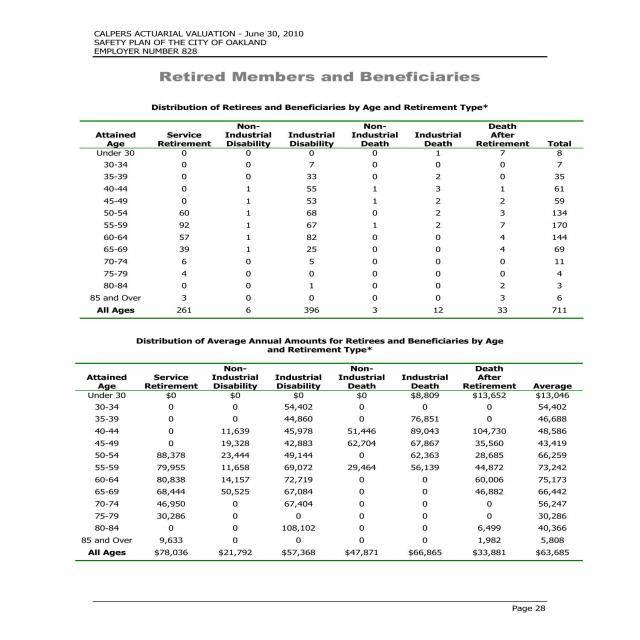 CALPERS ACTUARIAL VALUATION - June 30, 2010
SAFETY PLAN OF THE CITY OF OAKLAND
EMPLOYER NUMBER 828
Retired Members and Beneficiaries
Distribution of Retirees and Beneficiaries by Age and Retirement Type*
Non- Non- Death
Attained Service Industrial Industrial Industrial Industrial After
Age Retirement Disability Disability Death Death Retirement Total
Under 30 0 0 0 0 1 7 8
30-34 0 0 7 0 0 0 7
35-39 0 0 33 0 2 0 35
40-44 0 1 55 1 3 1 61
45-49 0 1 53 1 2 2 59
50-54 60 1 68 0 2 3 134
55-59 92 1 67 1 2 7 170
60-64 57 1 82 0 0 4 144
65-69 39 1 25 0 0 4 69
70-74 6 0 5 0 0 0 11
75-79 4 0 0 0 0 0 4
80-84 0 0 1 0 0 2 3
85 and Over 3 0 0 0 0 3 6
All Ages 261 6 396 3 12 33 711
Distribution of Average Annual Amounts for Retirees and Beneficiaries by Age
and Retirement Type*
Non- Non- Death
Attained Service Industrial Industrial Industrial Industrial After
Age Retirement Disability Disability Death Death Retirement Average
Under 30 $0 $0 $0 $0 $8,809 $13,652 $13,046
30-34 0 0 54,402 0 0 0 54,402
35-39 0 0 44,860 0 76,851 0 46,688
40-44 0 11,639 45,978 51,446 89,043 104,730 48,586
45-49 0 19,328 42,883 62,704 67,867 35,560 43,419
50-54 88,378 23,444 49,144 0 62,363 28,685 66,259
55-59 79,955 11,658 69,072 29,464 56,139 44,872 73,242
60-64 80,838 14,157 72,719 0 0 60,006 75,173
65-69 68,444 50,525 67,084 0 0 46,882 66,442
70-74 46,950 0 67,404 0 0 0 56,247
75-79 30,286 0 0 0 0 0 30,286
80-84 0 0 108,102 0 0 6,499 40,366
85 and Over 9,633 0 0 0 0 1,982 5,808
All Ages $78,036 $21,792 $57,368 $47,871 $66,865 $33,881 $63,685
Page 28